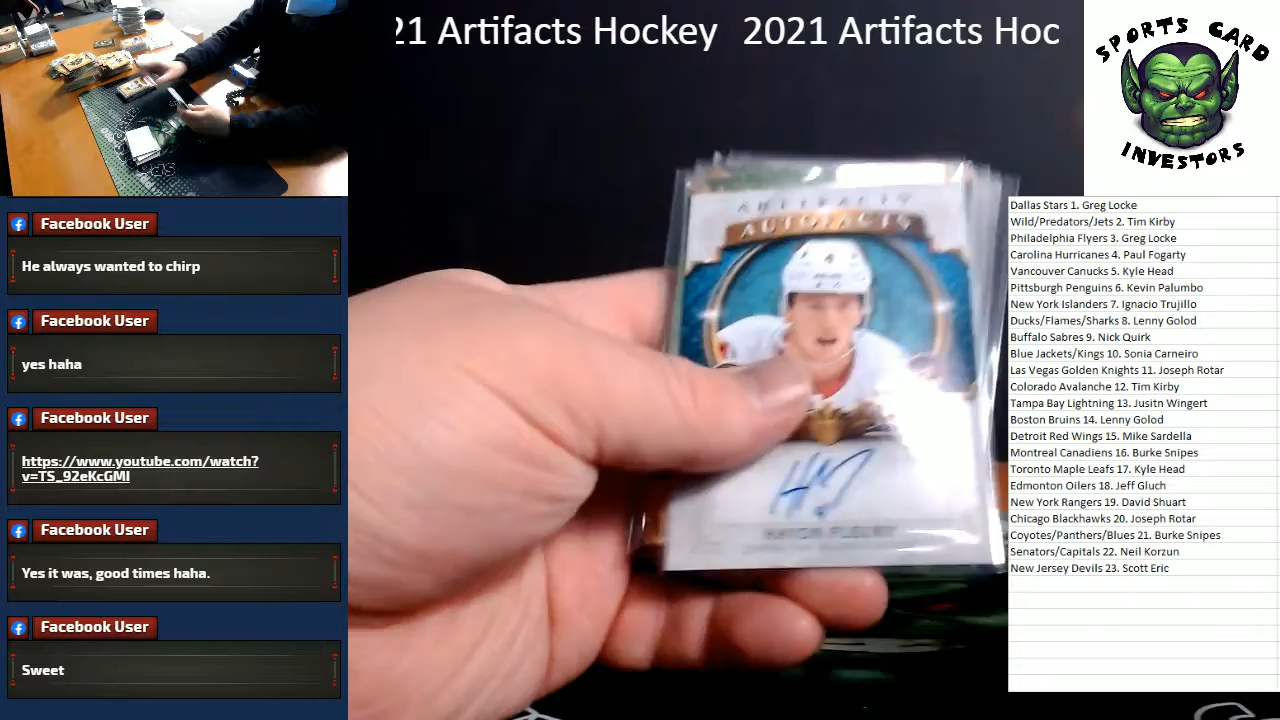 21 Artifacts Hockey 2021 Artifacts Hoc
SPORTS CARD
INVESTORS
Facebook User
He always wanted to chirp
Facebook User
yes haha
Facebook User
https://www.youtube.com/watch?
v=TS_92eKcGMI
Facebook User
Yes it was, good times haha.
Facebook User
Sweet
ARTIFACTS
AUTOFACTS
HAYDN FLEURY
Dallas Stars 1. Greg Locke
Wild/Predators/Jets 2. Tim Kirby
Philadelphia Flyers 3. Greg Locke
Carolina Hurricanes 4. Paul Fogarty
Vancouver Canucks 5. Kyle Head
Pittsburgh Penguins 6. Kevin Palumbo
New York Islanders 7. Ignacio Trujillo
Ducks/Flames/Sharks 8. Lenny Golod
Buffalo Sabres 9. Nick Quirk
Blue Jackets/Kings 10. Sonia Carneiro
Las Vegas Golden Knights 11. Joseph Rotar
Colorado Avalanche 12. Tim Kirby
Tampa Bay Lightning 13. Jusitn Wingert
Boston Bruins 14. Lenny Golod
Detroit Red Wings 15. Mike Sardella
Montreal Canadiens 16. Burke Snipes
Toronto Maple Leafs 17. Kyle Head
Edmonton Oilers 18. Jeff Gluch
New York Rangers 19. David Shuart
Chicago Blackhawks 20. Joseph Rotar
Coyotes/Panthers/Blues 21. Burke Snipes
Senators/Capitals 22. Neil Korzun
New Jersey Devils 23. Scott Eric